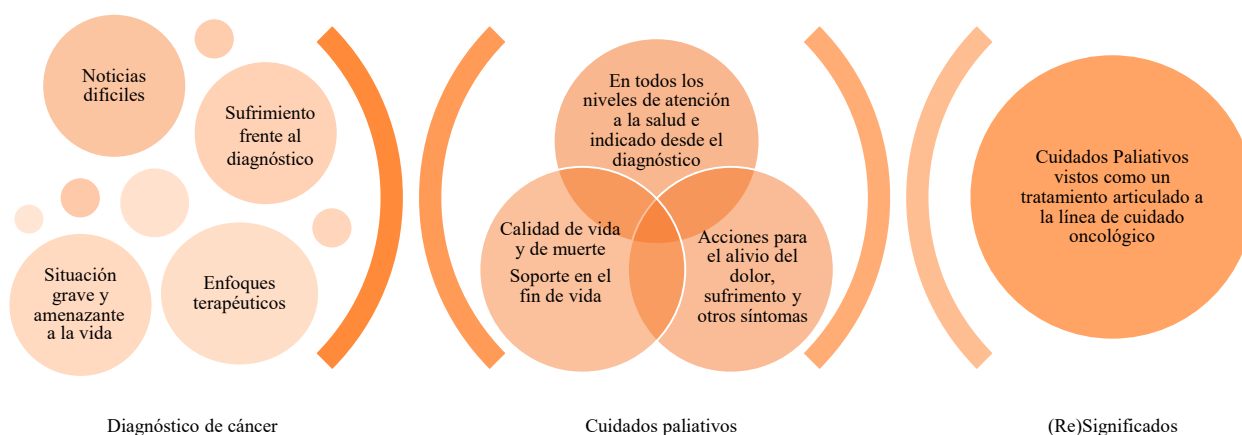 Noticias
dificiles
Sufrimiento
frente al
diagnóstico
Situación
grave y
amenazante
a la vida
Enfoques
terapéuticos
En todos los
niveles de atención
a la salud e
indicado desde el
diagnóstico
Calidad de vida
y de muerte
Soporte en el
fin de vida
Acciones para
el alivio del
dolor,
sufrimento y
otros síntomas
Cuidados Paliativos
vistos como un
tratamiento articulado a
la línea de cuidado
oncológico
Diagnóstico de cáncer
Cuidados paliativos
(Re)Significados